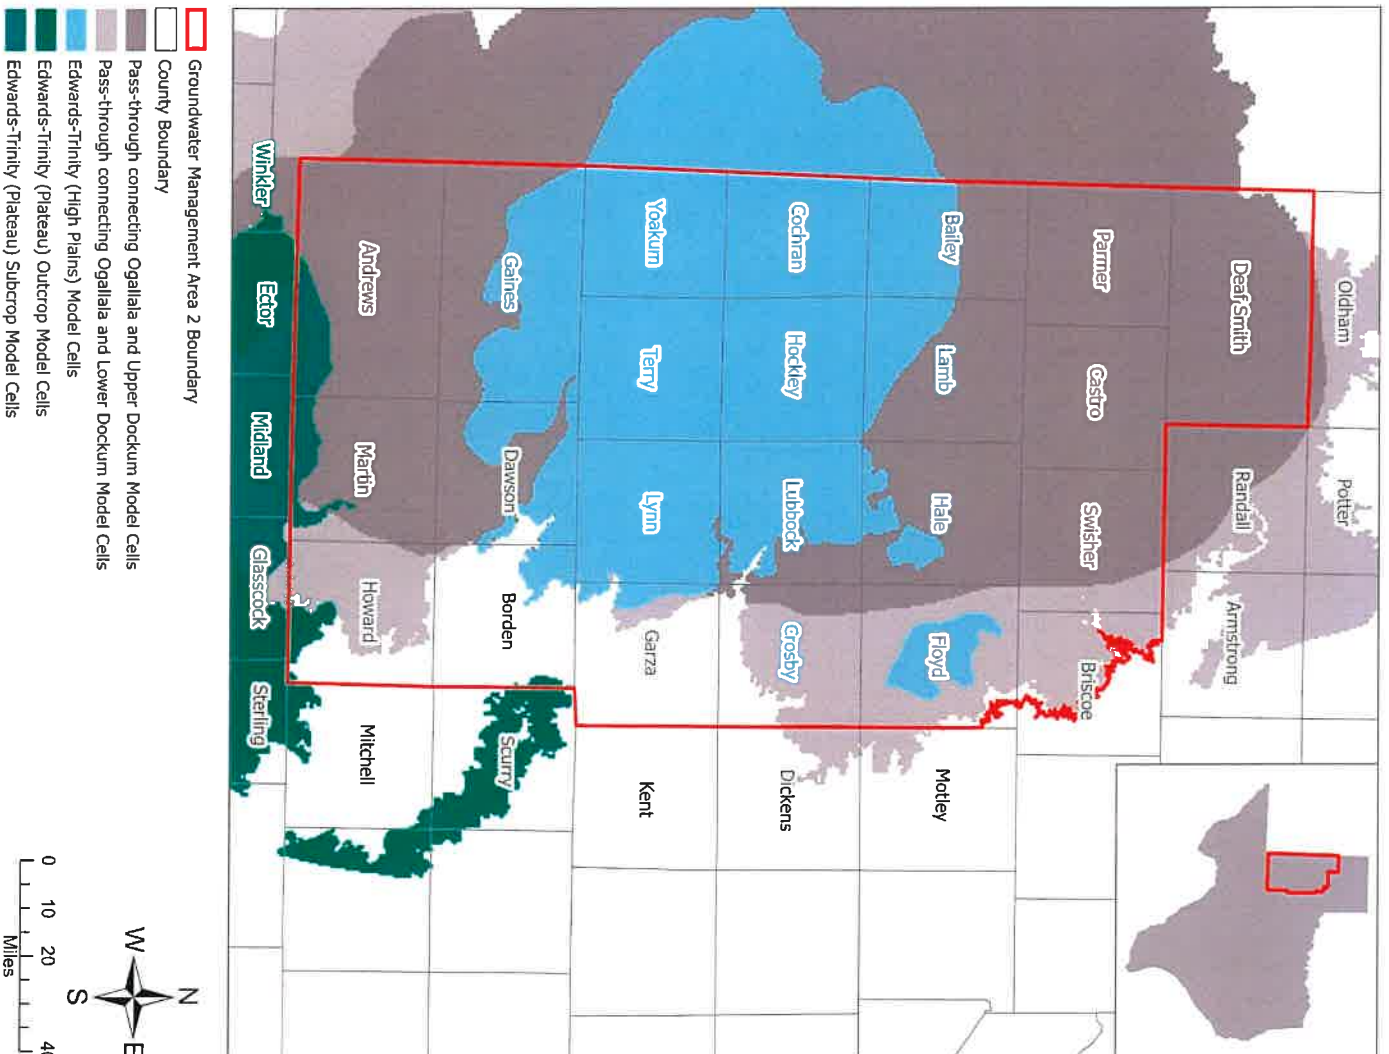 Oldham
Potter
Deaf Smith
Randall
Armstrong
Parmer
Castro
Swisher
Briscoe
Bailey
Lamb
Hale
Floyd
Motley
Cochran
Hockley
Lubbock
Crosby
Dickens
Yoakum
Terry
Lynn
Garza
Kent
Gaines
Dawson
Borden
Scurry
Andrews
Martin
Howard
Mitchell
Winkler
Ector
Midland
Glasscock
Sterling
Groundwater Management Area 2 Boundary
County Boundary
Pass-through connecting Ogallala and Upper Dockum Model Cells
Pass-through connecting Ogallala and Lower Dockum Model Cells
Edwards-Trinity (High Plains) Model Cells
Edwards-Trinity (Plateau) Outcrop Model Cells
Edwards-Trinity (Plateau) Subcrop Model Cells
N
W E
S
0 10 20
Miles